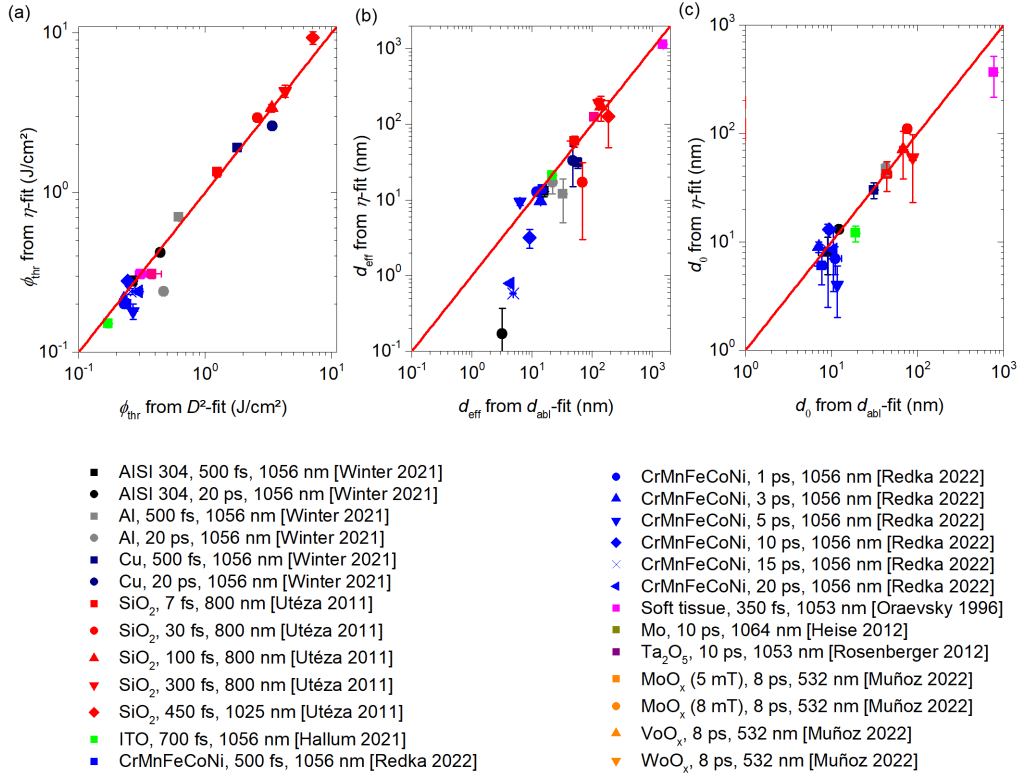 (a)
(b)
(c)
10¹
10⁰
10⁻¹
ϕthr from η-fit (J/cm²)
10⁻¹
10⁰
10¹
ϕthr from D²-fit (J/cm²)
10³
10²
10¹
10⁰
10⁻¹
deff from η-fit (nm)
10⁻¹
10⁰
10¹
10²
10³
deff from dabl-fit (nm)
10³
10²
10¹
10⁰
d0 from η-fit (nm)
10⁰
10¹
10²
10³
d0 from dabl-fit (nm)
AISI 304, 500 fs, 1056 nm [Winter 2021]
AISI 304, 20 ps, 1056 nm [Winter 2021]
Al, 500 fs, 1056 nm [Winter 2021]
Al, 20 ps, 1056 nm [Winter 2021]
Cu, 500 fs, 1056 nm [Winter 2021]
Cu, 20 ps, 1056 nm [Winter 2021]
SiO₂, 7 fs, 800 nm [Utéza 2011]
SiO₂, 30 fs, 800 nm [Utéza 2011]
SiO₂, 100 fs, 800 nm [Utéza 2011]
SiO₂, 300 fs, 800 nm [Utéza 2011]
SiO₂, 450 fs, 1025 nm [Utéza 2011]
ITO, 700 fs, 1056 nm [Hallum 2021]
CrMnFeCoNi, 500 fs, 1056 nm [Redka 2022]
CrMnFeCoNi, 1 ps, 1056 nm [Redka 2022]
CrMnFeCoNi, 3 ps, 1056 nm [Redka 2022]
CrMnFeCoNi, 5 ps, 1056 nm [Redka 2022]
CrMnFeCoNi, 10 ps, 1056 nm [Redka 2022]
CrMnFeCoNi, 15 ps, 1056 nm [Redka 2022]
CrMnFeCoNi, 20 ps, 1056 nm [Redka 2022]
Soft tissue, 350 fs, 1053 nm [Oraevsky 1996]
Mo, 10 ps, 1064 nm [Heise 2012]
Ta₂O₅, 10 ps, 1053 nm [Rosenberger 2012]
MoOₓ (5 mT), 8 ps, 532 nm [Muñoz 2022]
MoOₓ (8 mT), 8 ps, 532 nm [Muñoz 2022]
VoOₓ, 8 ps, 532 nm [Muñoz 2022]
WoOₓ, 8 ps, 532 nm [Muñoz 2022]